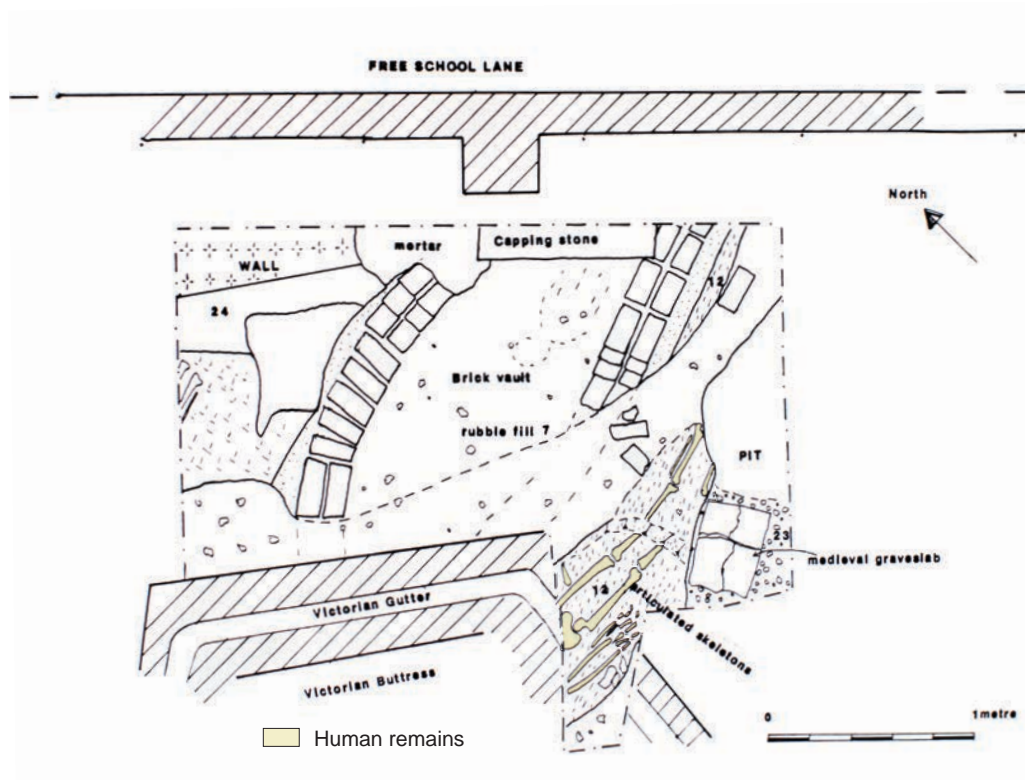 FREE SCHOOL LANE
North
mortar
Capping stone
WALL
12
24
Brick vault
rubble fill 7
PIT
23
medieval graveslab
13
articulated skeletons
Victorian Gutter
Victorian Buttress
0
1metre
Human remains